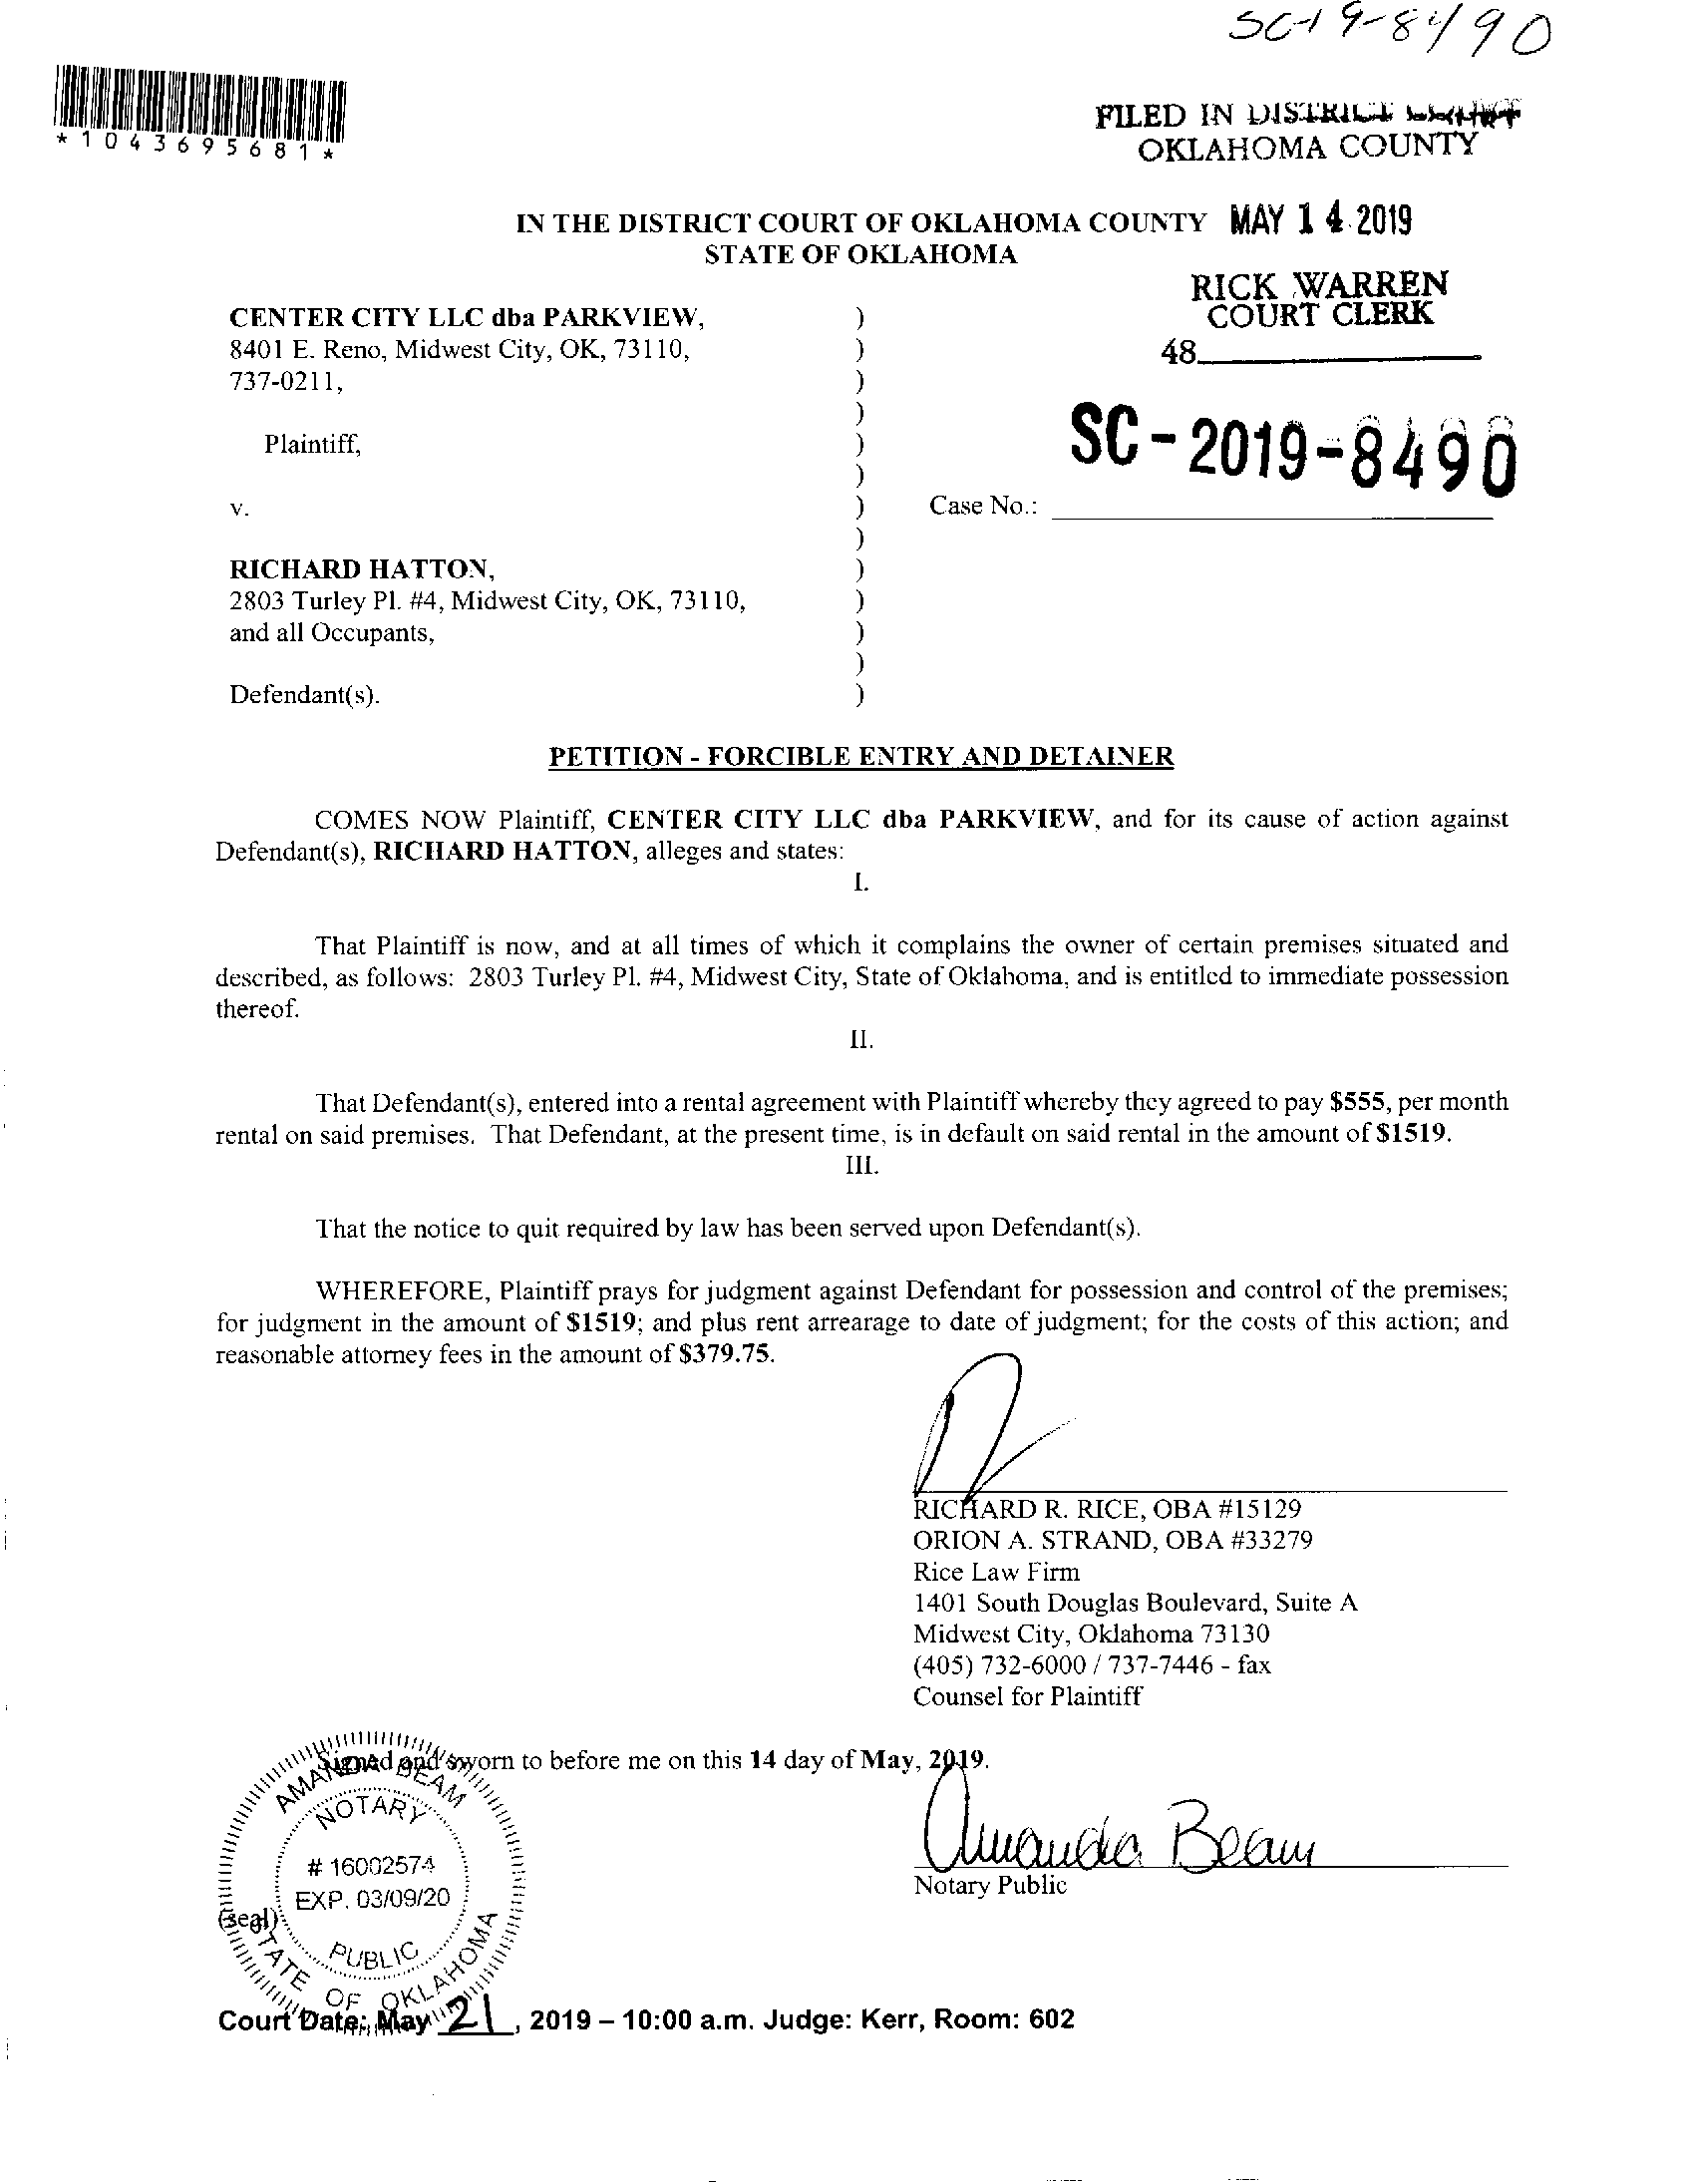 SC-19-8490
*1043695681*
FILED IN DISTRICT COURT
OKLAHOMA COUNTY
IN THE DISTRICT COURT OF OKLAHOMA COUNTY MAY 14 2019
STATE OF OKLAHOMA
RICK WARREN
COURT CLERK
48
CENTER CITY LLC dba PARKVIEW, )
8401 E. Reno, Midwest City, OK, 73110, )
737-0211, )
)
Plaintiff, )
)
SC-2019-8490
v. ) Case No.:
)
RICHARD HATTON, )
2803 Turley Pl. #4, Midwest City, OK, 73110, )
and all Occupants, )
)
Defendant(s). )
PETITION - FORCIBLE ENTRY AND DETAINER
COMES NOW Plaintiff, CENTER CITY LLC dba PARKVIEW, and for its cause of action against
Defendant(s), RICHARD HATTON, alleges and states:
I.
That Plaintiff is now, and at all times of which it complains the owner of certain premises situated and
described, as follows: 2803 Turley Pl. #4, Midwest City, State of Oklahoma, and is entitled to immediate possession
thereof.
II.
That Defendant(s), entered into a rental agreement with Plaintiff whereby they agreed to pay $555, per month
rental on said premises. That Defendant, at the present time, is in default on said rental in the amount of $1519.
III.
That the notice to quit required by law has been served upon Defendant(s).
WHEREFORE, Plaintiff prays for judgment against Defendant for possession and control of the premises;
for judgment in the amount of $1519; and plus rent arrearage to date of judgment; for the costs of this action; and
reasonable attorney fees in the amount of $379.75.
RICHARD R. RICE, OBA #15129
ORION A. STRAND, OBA #33279
Rice Law Firm
1401 South Douglas Boulevard, Suite A
Midwest City, Oklahoma 73130
(405) 732-6000 / 737-7446 - fax
Counsel for Plaintiff
Signed and sworn to before me on this 14 day of May, 2019.
Amanda Beam
Notary Public
AMANDA BEAM
NOTARY
# 16002574
EXP. 03/09/20
(seal)
PUBLIC
STATE OF OKLAHOMA
Court Date: May 21, 2019 – 10:00 a.m. Judge: Kerr, Room: 602